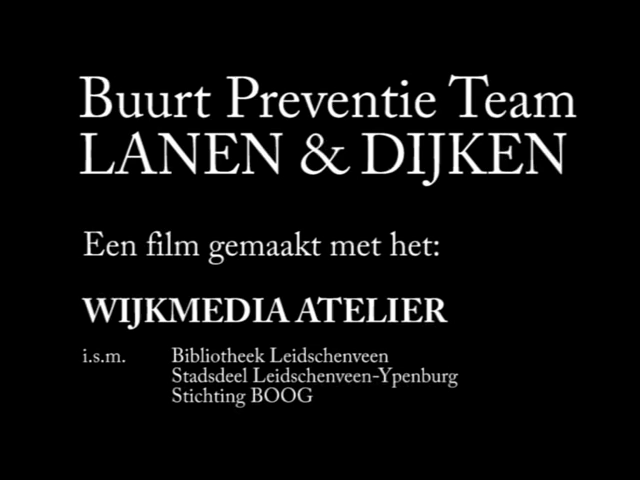 Buurt Preventie Team
LANEN & DIJKEN
Een film gemaakt met het:
WIJKMEDIA ATELIER
i.s.m. Bibliotheek Leidschenveen
Stadsdeel Leidschenveen-Ypenburg
Stichting BOOG